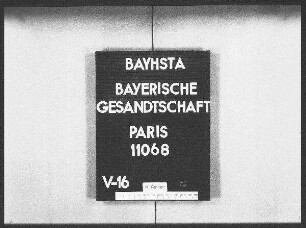 BAYHSTA
BAYERISCHE
GESANDTSCHAFT
PARIS
11068
V-16